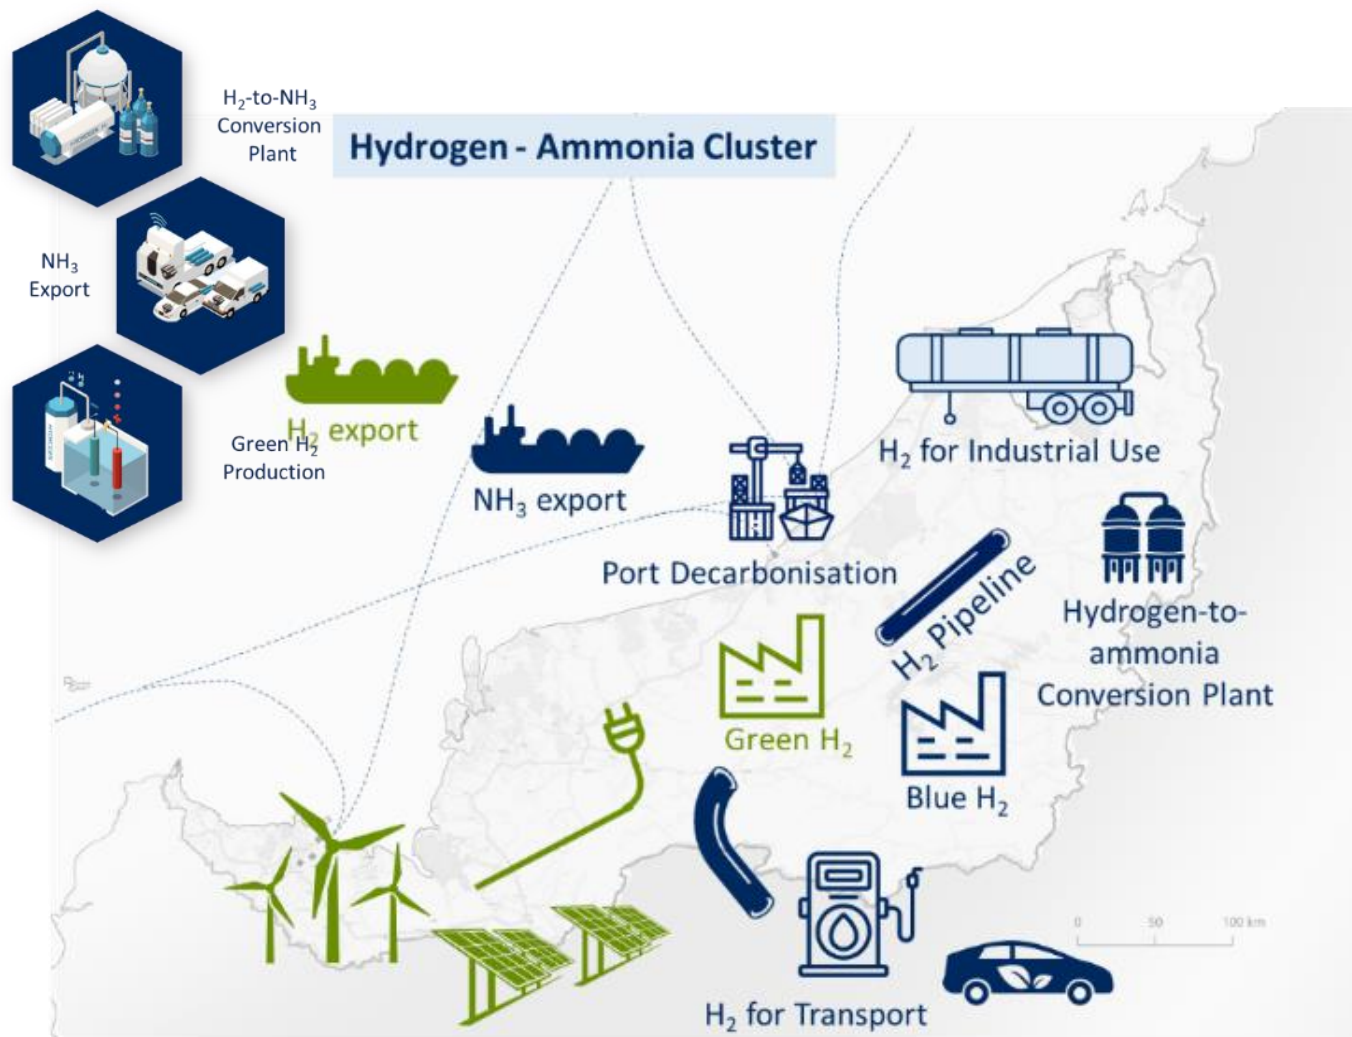 H₂-to-NH₃
Conversion
Plant
Hydrogen - Ammonia Cluster
NH₃
Export
H₂ export
Green H₂
Production
NH₃ export
H₂ for Industrial Use
Port Decarbonisation
H₂ Pipeline
Hydrogen-to-
ammonia
Conversion Plant
Green H₂
Blue H₂
0 50 100 km
H₂ for Transport